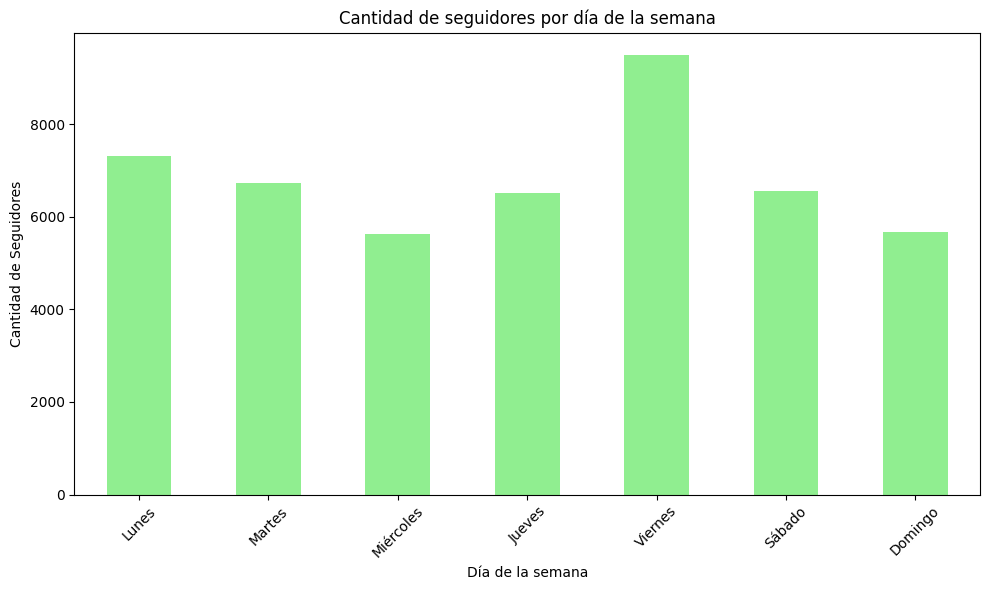 Cantidad de seguidores por día de la semana
Cantidad de Seguidores
8000
6000
4000
2000
0
Lunes
Martes
Miércoles
Jueves
Viernes
Sábado
Domingo
Día de la semana